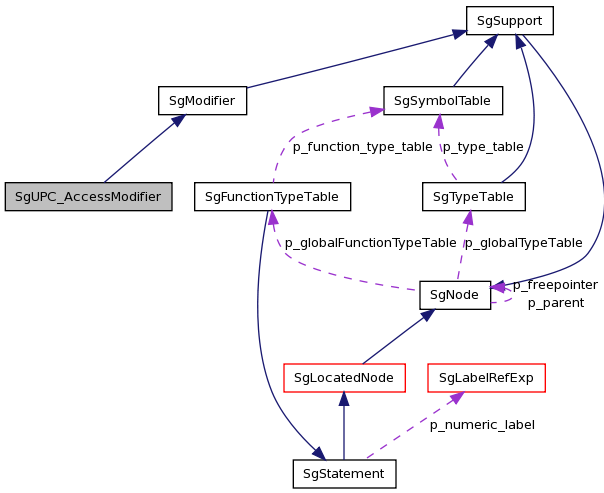 SgSupport
SgModifier
SgSymbolTable
p_function_type_table
p_type_table
SgUPC_AccessModifier
SgFunctionTypeTable
SgTypeTable
p_globalFunctionTypeTable
p_globalTypeTable
SgNode
p_freepointer
p_parent
SgLocatedNode
SgLabelRefExp
p_numeric_label
SgStatement